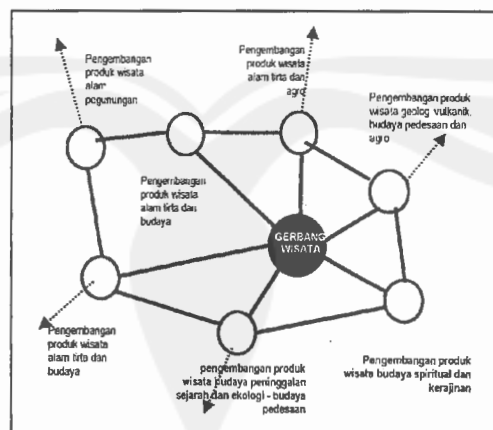 Pengembangan
produk wisata
alam
pegunungan
Pengembangan
produk wisata
alam tirta dan
agro
Pengembangan produk
wisata geologi vulkanik,
budaya pedesaan dan
agro
Pengembangan
produk wisata
alam tirta dan
budaya
GERBANG
WISATA
Pengembangan
produk wisata
alam tirta dan
budaya
pengembangan produk
wisata budaya peninggalan
sejarah dan ekologi - budaya
pedesaan
Pengembangan produk
wisata budaya spiritual dan
kerajinan